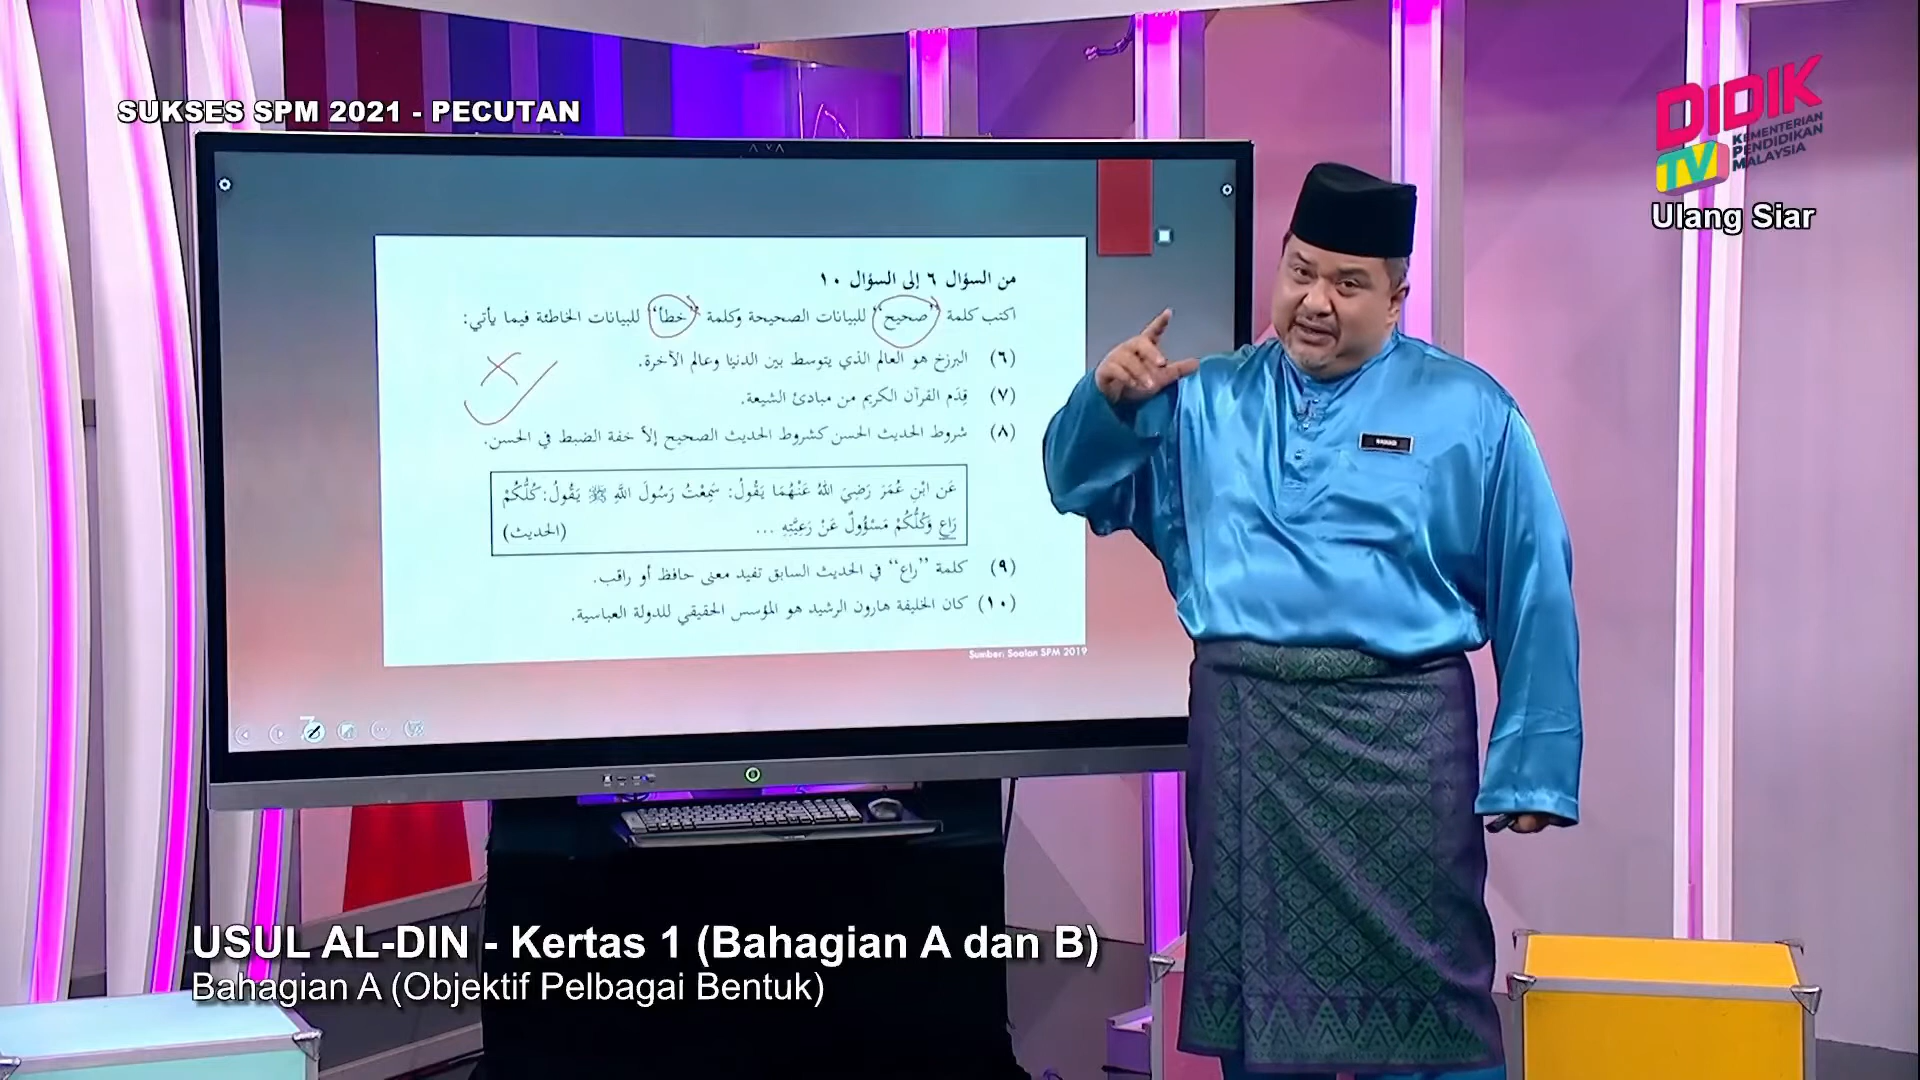 SUKSES SPM 2021 - PECUTAN
DIDIK
TV
KEMENTERIAN
PENDIDIKAN
MALAYSIA
Ulang Siar
من السؤال ٦ إلى السؤال ١٠
اكتب كلمة "صحيح" للبيانات الصحيحة وكلمة "خطأ" للبيانات الخاطئة فيما يأتي:
(٦) البرزخ هو العالم الذي يتوسط بين الدنيا وعالم الآخرة.
(٧) قِدَم القرآن الكريم من مبادئ الشيعة.
(٨) شروط الحديث الحسن كشروط الحديث الصحيح إلاّ خفة الضبط في الحسن.
عَن ابْنِ عُمَرَ رَضِيَ اللهُ عَنْهُمَا يَقُولُ: سَمِعْتُ رَسُولَ اللَّهِ ﷺ يَقُولُ: كُلُّكُمْ
رَاعٍ وَكُلُّكُمْ مَسْؤُولٌ عَنْ رَعِيَّتِهِ ... (الحديث)
(٩) كلمة "راع" في الحديث السابق تفيد معنى حافظ أو راقب.
(١٠) كان الخليفة هارون الرشيد هو المؤسس الحقيقي للدولة العباسية.
Sumber: Soalan SPM 2019
7
USUL AL-DIN - Kertas 1 (Bahagian A dan B)
Bahagian A (Objektif Pelbagai Bentuk)